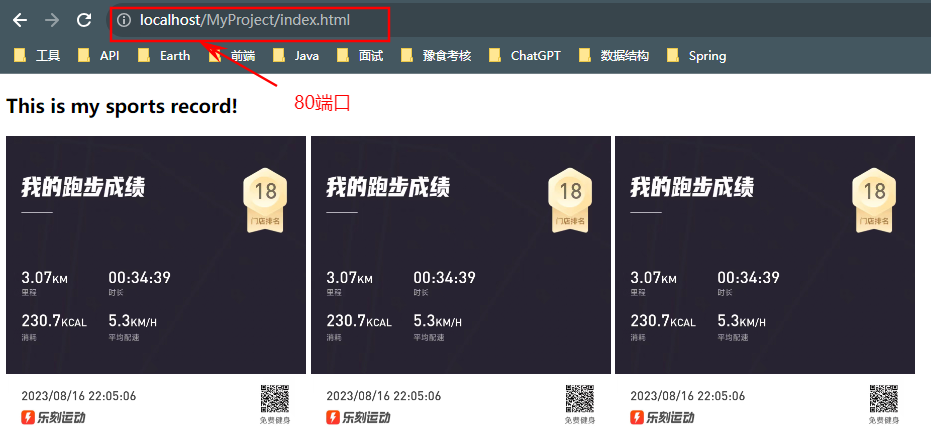 localhost/MyProject/index.html
工具 API Earth 前端 Java 面试 豫食考核 ChatGPT 数据结构 Spring
80端口
This is my sports record!
我的跑步成绩 18 我的跑步成绩 18 我的跑步成绩 18
门店排名 门店排名 门店排名
3.07KM 00:34:39 3.07KM 00:34:39 3.07KM 00:34:39
里程 时长 里程 时长 里程 时长
230.7KCAL 5.3KM/H 230.7KCAL 5.3KM/H 230.7KCAL 5.3KM/H
消耗 平均配速 消耗 平均配速 消耗 平均配速
2023/08/16 22:05:06 2023/08/16 22:05:06 2023/08/16 22:05:06
乐刻运动 免费健身 乐刻运动 免费健身 乐刻运动 免费健身